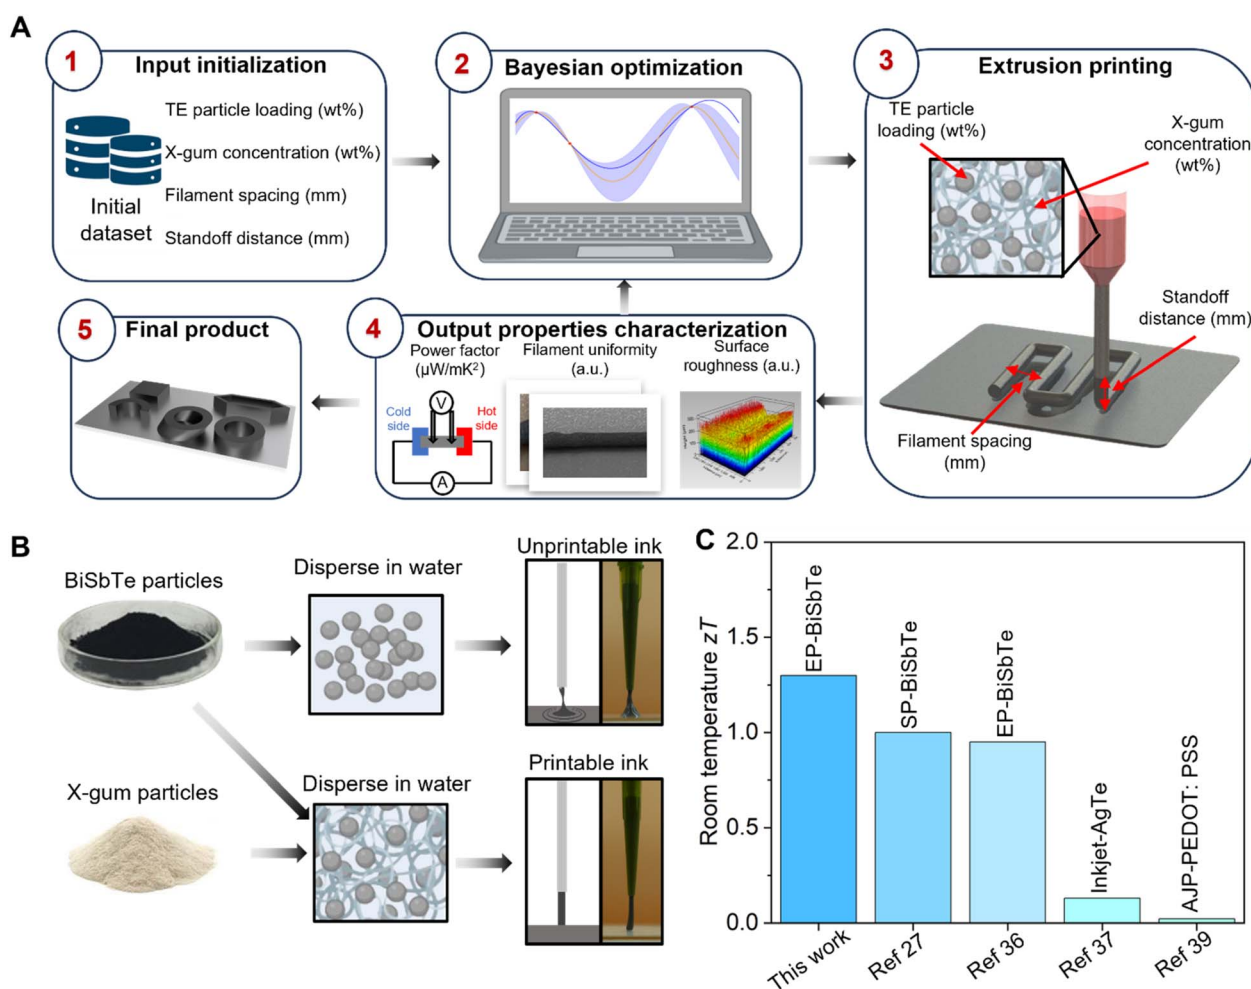 A
1
Input initialization
TE particle loading (wt%)
X-gum concentration (wt%)
Filament spacing (mm)
Standoff distance (mm)
Initial
dataset
2
Bayesian optimization
3
Extrusion printing
TE particle
loading (wt%)
X-gum
concentration
(wt%)
Standoff
distance (mm)
Filament spacing
(mm)
4
Output properties characterization
Power factor
(µW/mK²)
Cold
side
V
Hot
side
A
Filament uniformity
(a.u.)
Surface
roughness (a.u.)
5
Final product
B
BiSbTe particles
Disperse in water
Unprintable ink
X-gum particles
Disperse in water
Printable ink
C
Room temperature zT
2.0
1.5
1.0
0.5
0.0
EP-BiSbTe
SP-BiSbTe
EP-BiSbTe
Inkjet-AgTe
AJP-PEDOT: PSS
This work
Ref 27
Ref 36
Ref 37
Ref 39